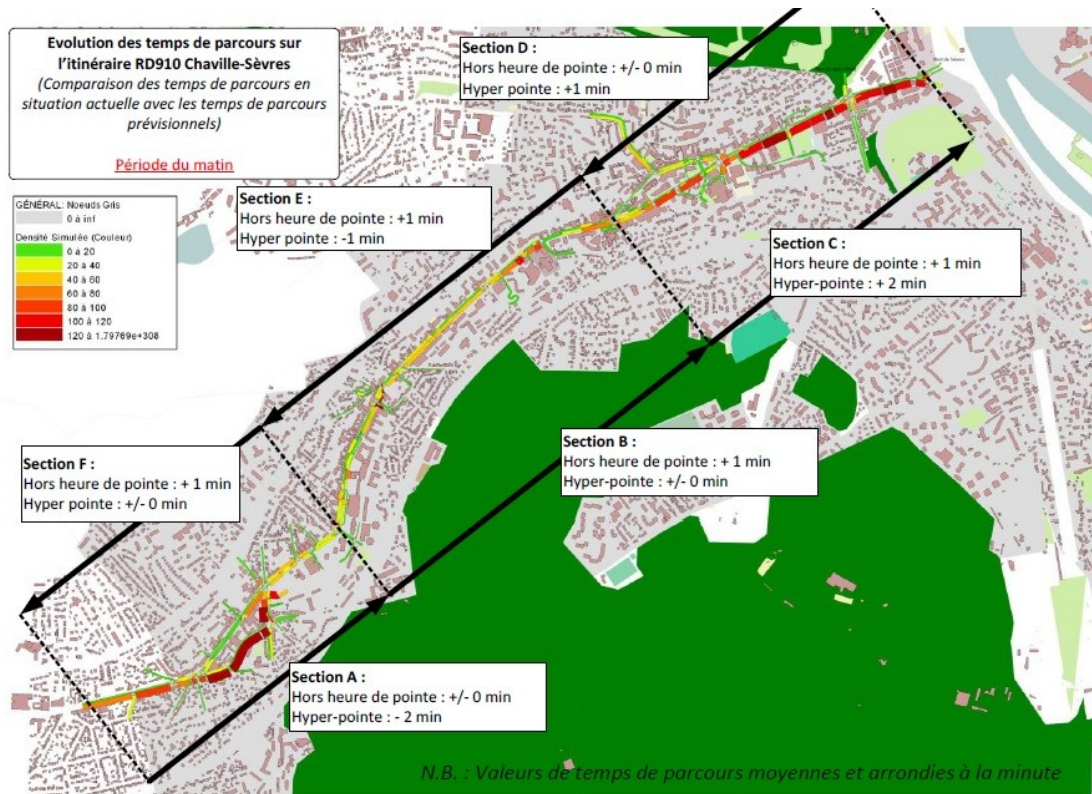 Evolution des temps de parcours sur
l'itinéraire RD910 Chaville-Sèvres
(Comparaison des temps de parcours en
situation actuelle avec les temps de parcours
prévisionnels)
Période du matin
GÉNÉRAL: Noeuds Gris
0 à inf
Densité Simulée (Couleur)
0 à 20
20 à 40
40 à 60
60 à 80
80 à 100
100 à 120
120 à 1.79769e+308
Section D :
Hors heure de pointe : +/- 0 min
Hyper pointe : +1 min
Section E :
Hors heure de pointe : +1 min
Hyper pointe : -1 min
Section C :
Hors heure de pointe : + 1 min
Hyper-pointe : + 2 min
Section B :
Hors heure de pointe : + 1 min
Hyper-pointe : +/- 0 min
Section F :
Hors heure de pointe : + 1 min
Hyper pointe : +/- 0 min
Section A :
Hors heure de pointe : +/- 0 min
Hyper-pointe : - 2 min
N.B. : Valeurs de temps de parcours moyennes et arrondies à la minute